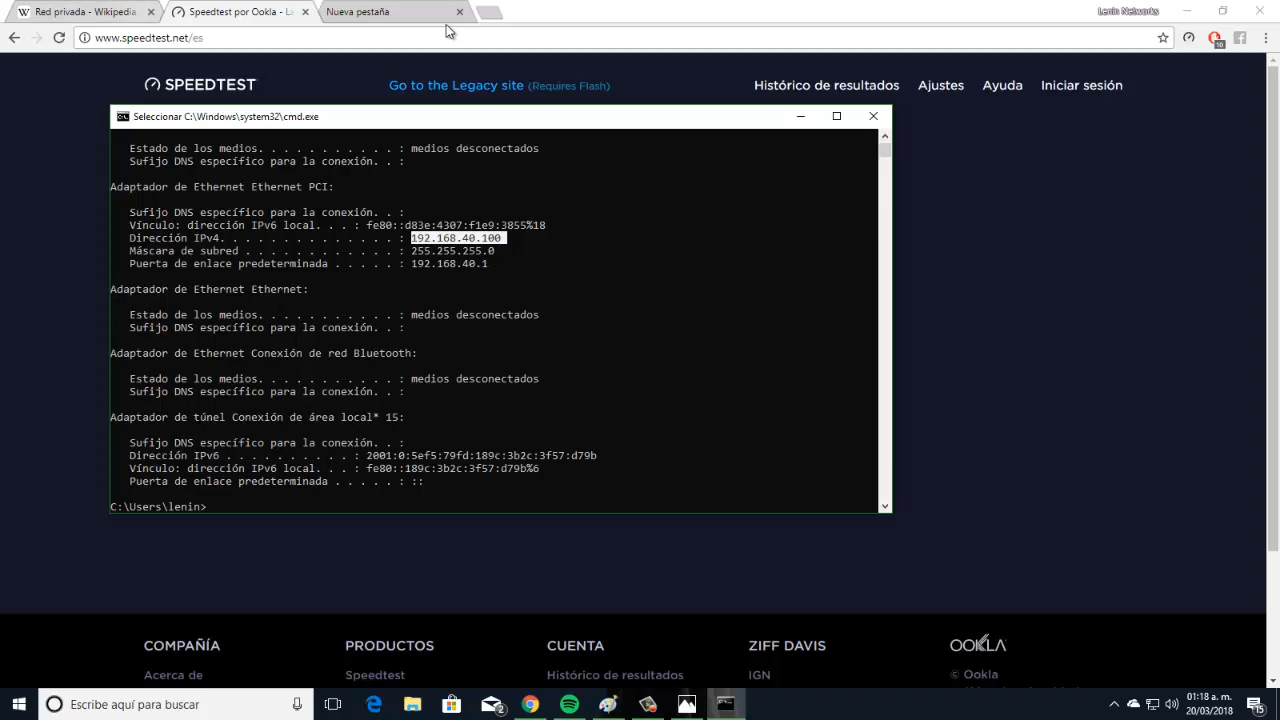 Red privada - Wikipedia
Speedtest por Ookla - La
Nueva pestaña
Lenin Networks
www.speedtest.net/es
10
SPEEDTEST
Go to the Legacy site (Requires Flash)
Histórico de resultados
Ajustes
Ayuda
Iniciar sesión
Seleccionar C:\Windows\system32\cmd.exe
Estado de los medios. . . . . . . . . . . : medios desconectados
Sufijo DNS específico para la conexión. . :
Adaptador de Ethernet Ethernet PCI:
Sufijo DNS específico para la conexión. . :
Vínculo: dirección IPv6 local. . . : fe80::d83e:4307:f1e9:3855%18
Dirección IPv4. . . . . . . . . . . . . . : 192.168.40.100
Máscara de subred . . . . . . . . . . . . : 255.255.255.0
Puerta de enlace predeterminada . . . . . : 192.168.40.1
Adaptador de Ethernet Ethernet:
Estado de los medios. . . . . . . . . . . : medios desconectados
Sufijo DNS específico para la conexión. . :
Adaptador de Ethernet Conexión de red Bluetooth:
Estado de los medios. . . . . . . . . . . : medios desconectados
Sufijo DNS específico para la conexión. . :
Adaptador de túnel Conexión de área local* 15:
Sufijo DNS específico para la conexión. . :
Dirección IPv6 . . . . . . . . . . : 2001:0:5ef5:79fd:189c:3b2c:3f57:d79b
Vínculo: dirección IPv6 local. . . : fe80::189c:3b2c:3f57:d79b%6
Puerta de enlace predeterminada . . . . . : ::
C:\Users\lenin>
COMPAÑÍA
PRODUCTOS
CUENTA
ZIFF DAVIS
OOKLA
Acerca de
Speedtest
Histórico de resultados
IGN
© Ookla
Escribe aquí para buscar
2
01:18 a. m.
20/03/2018
15